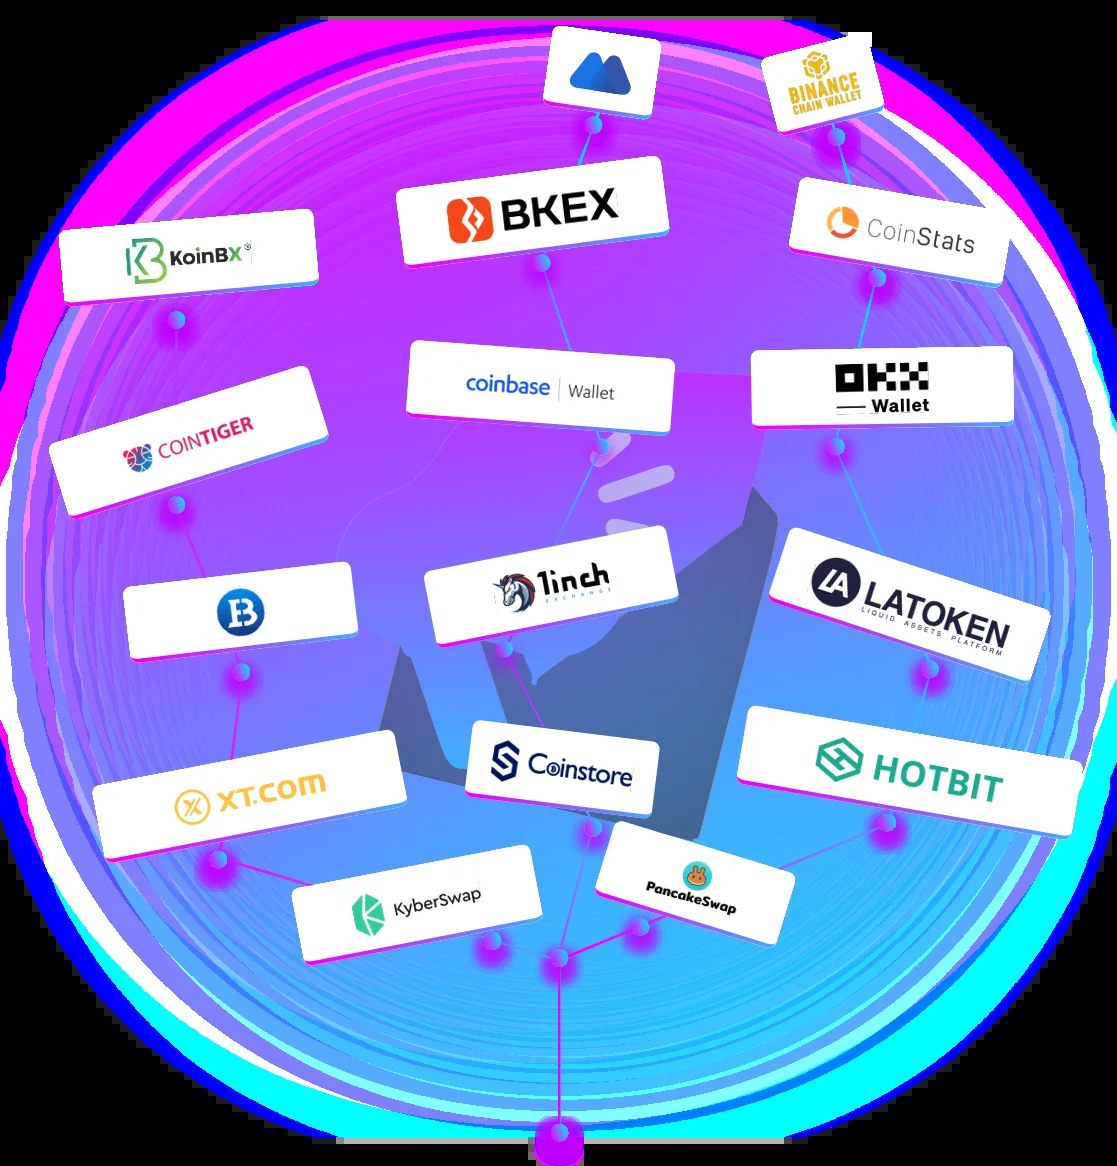 BINANCE
CHAIN WALLET
BKEX
CoinStats
KoinBX®
coinbase | Wallet
OKX
Wallet
COINTIGER
1inch
EXCHANGE
LATOKEN
LIQUID ASSETS PLATFORM
B
XT.COM
Coinstore
HOTBIT
KyberSwap
PancakeSwap